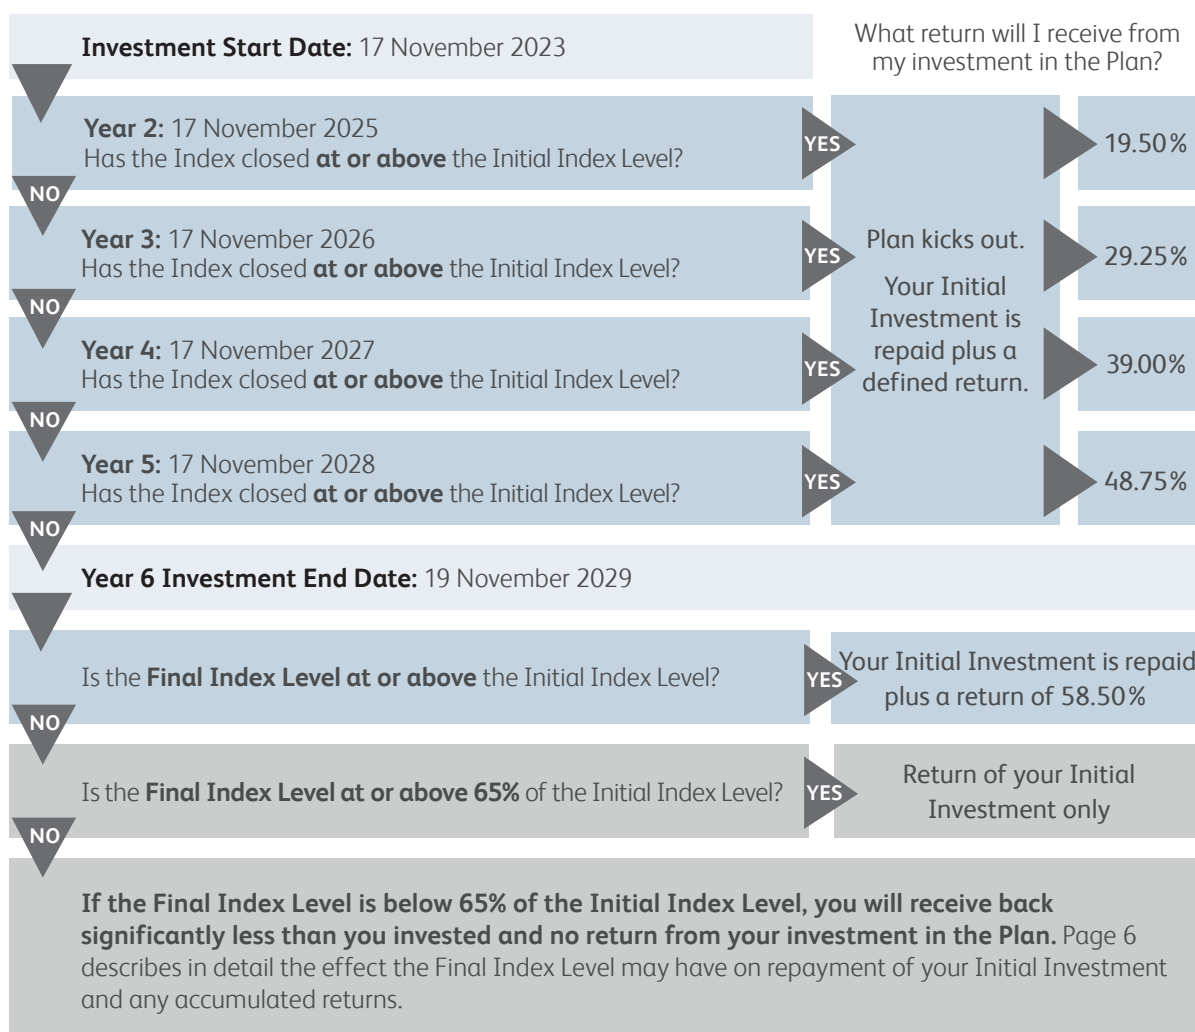 Investment Start Date: 17 November 2023
What return will I receive from
my investment in the Plan?
Year 2: 17 November 2025
Has the Index closed at or above the Initial Index Level?
YES
19.50%
NO
Year 3: 17 November 2026
Has the Index closed at or above the Initial Index Level?
YES
Plan kicks out.
Your Initial
Investment is
repaid plus a
defined return.
29.25%
NO
Year 4: 17 November 2027
Has the Index closed at or above the Initial Index Level?
YES
39.00%
NO
Year 5: 17 November 2028
Has the Index closed at or above the Initial Index Level?
YES
48.75%
NO
Year 6 Investment End Date: 19 November 2029
Is the Final Index Level at or above the Initial Index Level?
YES
Your Initial Investment is repaid
plus a return of 58.50%
NO
Is the Final Index Level at or above 65% of the Initial Index Level?
YES
Return of your Initial
Investment only
NO
If the Final Index Level is below 65% of the Initial Index Level, you will receive back
significantly less than you invested and no return from your investment in the Plan. Page 6
describes in detail the effect the Final Index Level may have on repayment of your Initial Investment
and any accumulated returns.